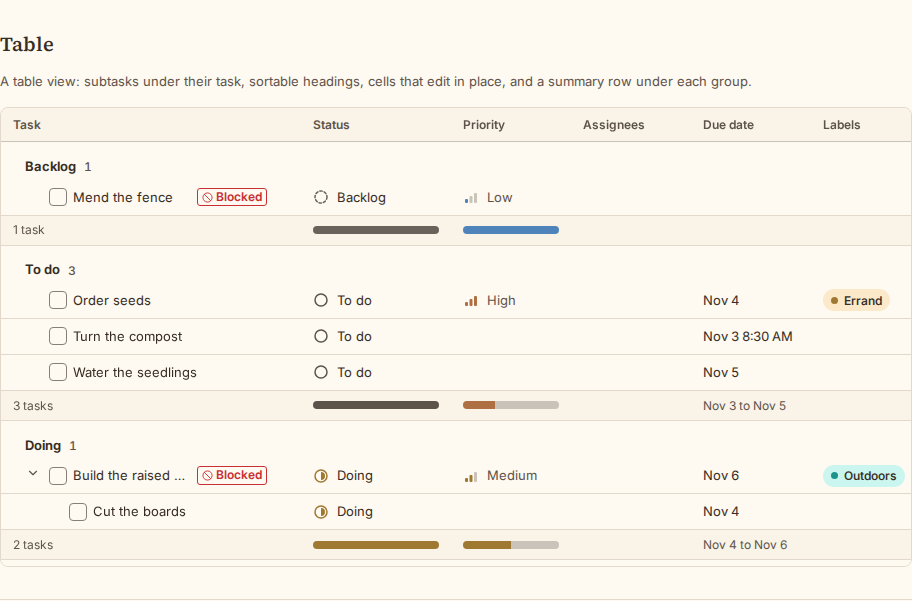 Table
A table view: subtasks under their task, sortable headings, cells that edit in place, and a summary row under each group.
Task Status Priority Assignees Due date Labels
Backlog 1
Mend the fence Blocked Backlog Low
1 task
To do 3
Order seeds To do High Nov 4 Errand
Turn the compost To do Nov 3 8:30 AM
Water the seedlings To do Nov 5
3 tasks Nov 3 to Nov 5
Doing 1
Build the raised ... Blocked Doing Medium Nov 6 Outdoors
Cut the boards Doing Nov 4
2 tasks Nov 4 to Nov 6